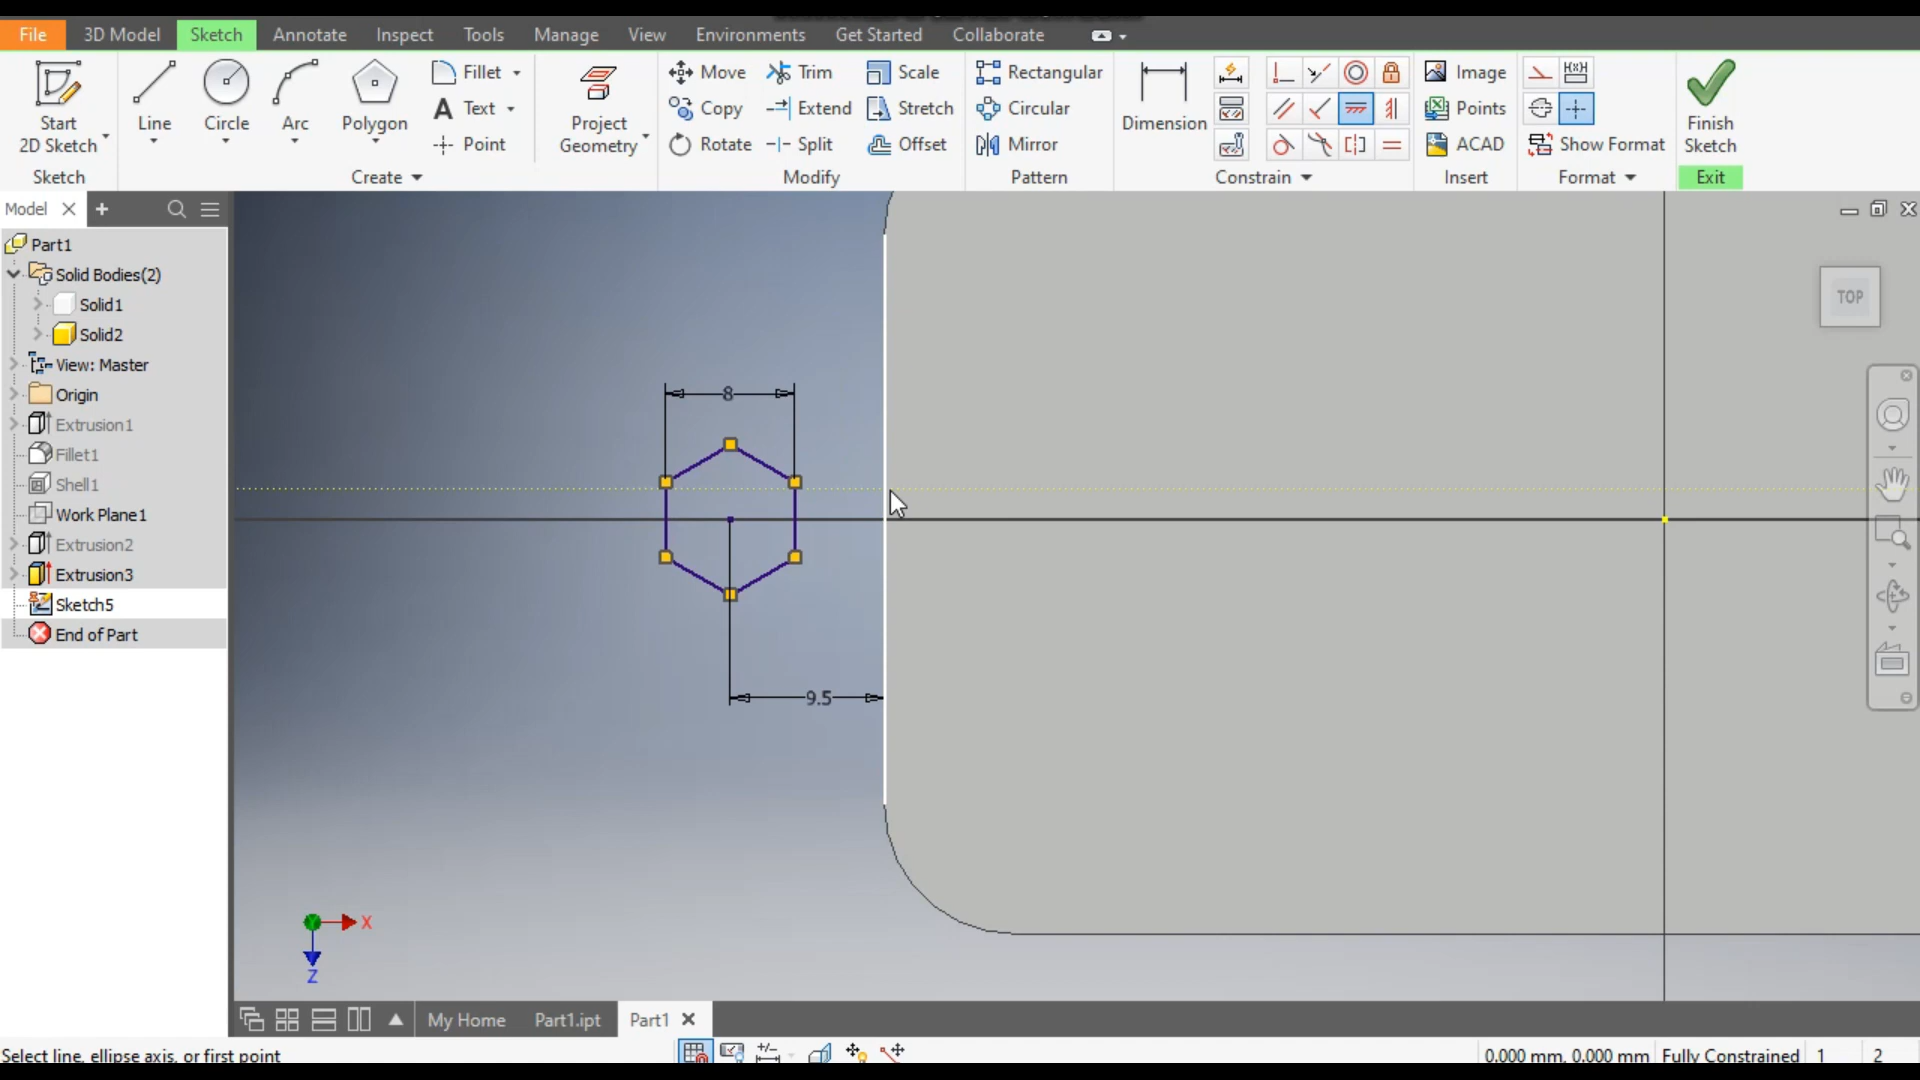 File 3D Model Sketch Annotate Inspect Tools Manage View Environments Get Started Collaborate
Start 2D Sketch
Line
Circle
Arc
Polygon
Fillet
Text
Point
Project Geometry
Move
Copy
Rotate
Trim
Extend
Split
Scale
Stretch
Offset
Rectangular
Circular
Mirror
Dimension
Image
Points
ACAD
Show Format
Finish Sketch
Sketch Create Modify Pattern Constrain Insert Format Exit
Model
Part1
Solid Bodies(2)
Solid1
Solid2
View: Master
Origin
Extrusion1
Fillet1
Shell1
Work Plane1
Extrusion2
Extrusion3
Sketch5
End of Part
8
9.5
TOP
X
Z
My Home Part1.ipt Part1
Select line, ellipse axis, or first point
0.000 mm, 0.000 mm Fully Constrained 1 2